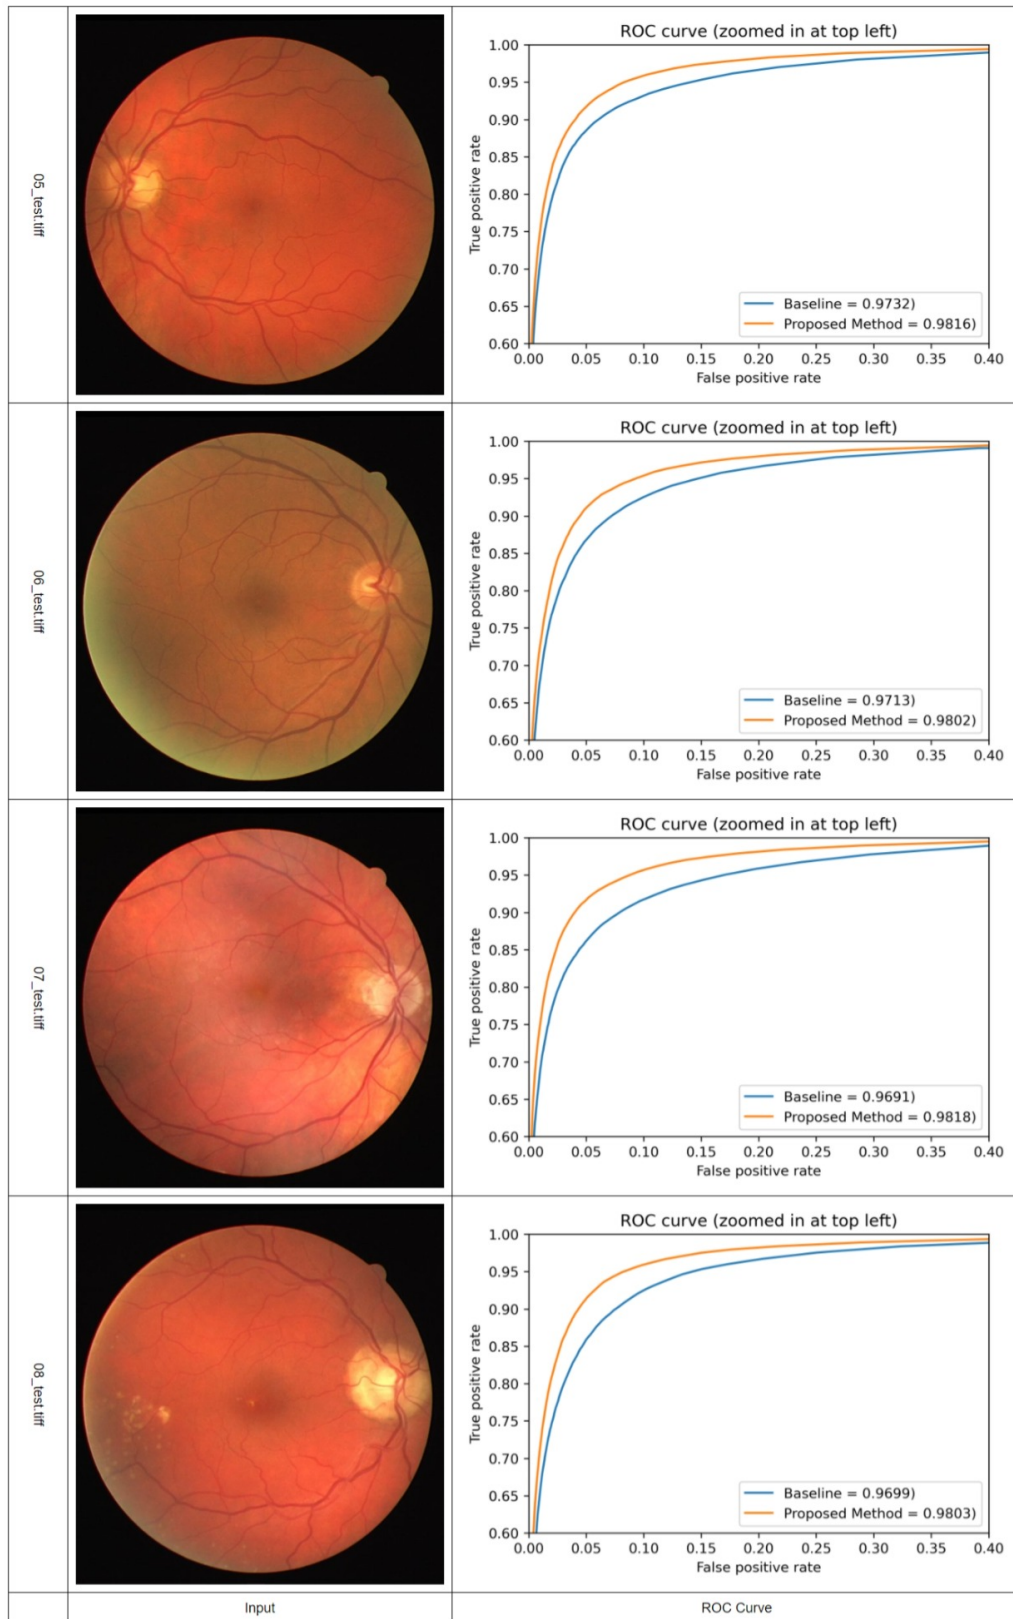 05_test.tiff
ROC curve (zoomed in at top left)
True positive rate
1.00
0.95
0.90
0.85
0.80
0.75
0.70
0.65
0.60
Baseline = 0.9732)
Proposed Method = 0.9816)
0.00 0.05 0.10 0.15 0.20 0.25 0.30 0.35 0.40
False positive rate
06_test.tiff
ROC curve (zoomed in at top left)
True positive rate
1.00
0.95
0.90
0.85
0.80
0.75
0.70
0.65
0.60
Baseline = 0.9713)
Proposed Method = 0.9802)
0.00 0.05 0.10 0.15 0.20 0.25 0.30 0.35 0.40
False positive rate
07_test.tiff
ROC curve (zoomed in at top left)
True positive rate
1.00
0.95
0.90
0.85
0.80
0.75
0.70
0.65
0.60
Baseline = 0.9691)
Proposed Method = 0.9818)
0.00 0.05 0.10 0.15 0.20 0.25 0.30 0.35 0.40
False positive rate
08_test.tiff
ROC curve (zoomed in at top left)
True positive rate
1.00
0.95
0.90
0.85
0.80
0.75
0.70
0.65
0.60
Baseline = 0.9699)
Proposed Method = 0.9803)
0.00 0.05 0.10 0.15 0.20 0.25 0.30 0.35 0.40
False positive rate
Input ROC Curve